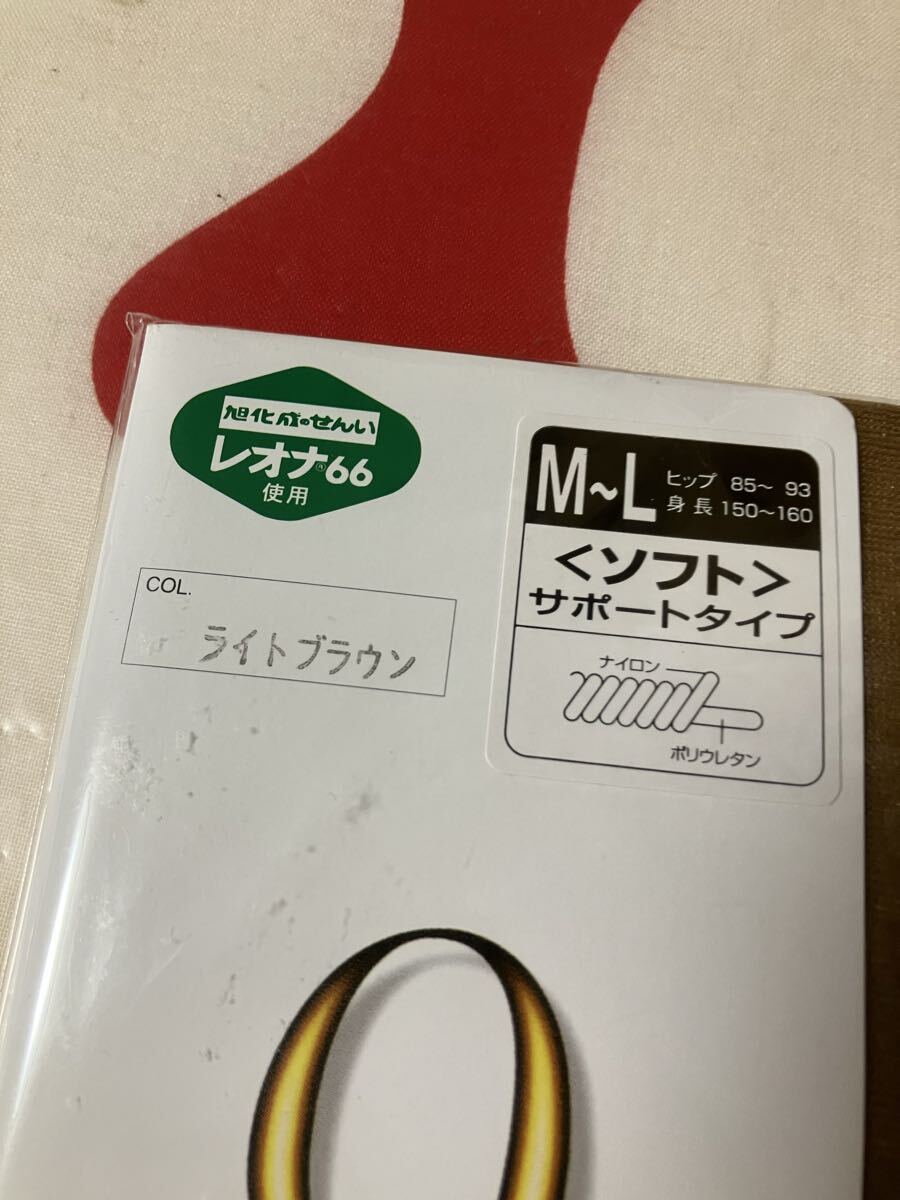 旭化成のせんい
レオナ®66
使用
M~L
ヒップ 85~ 93
身長 150~160
<ソフト>
サポートタイプ
ナイロン
ポリウレタン
COL.
ライトブラウン